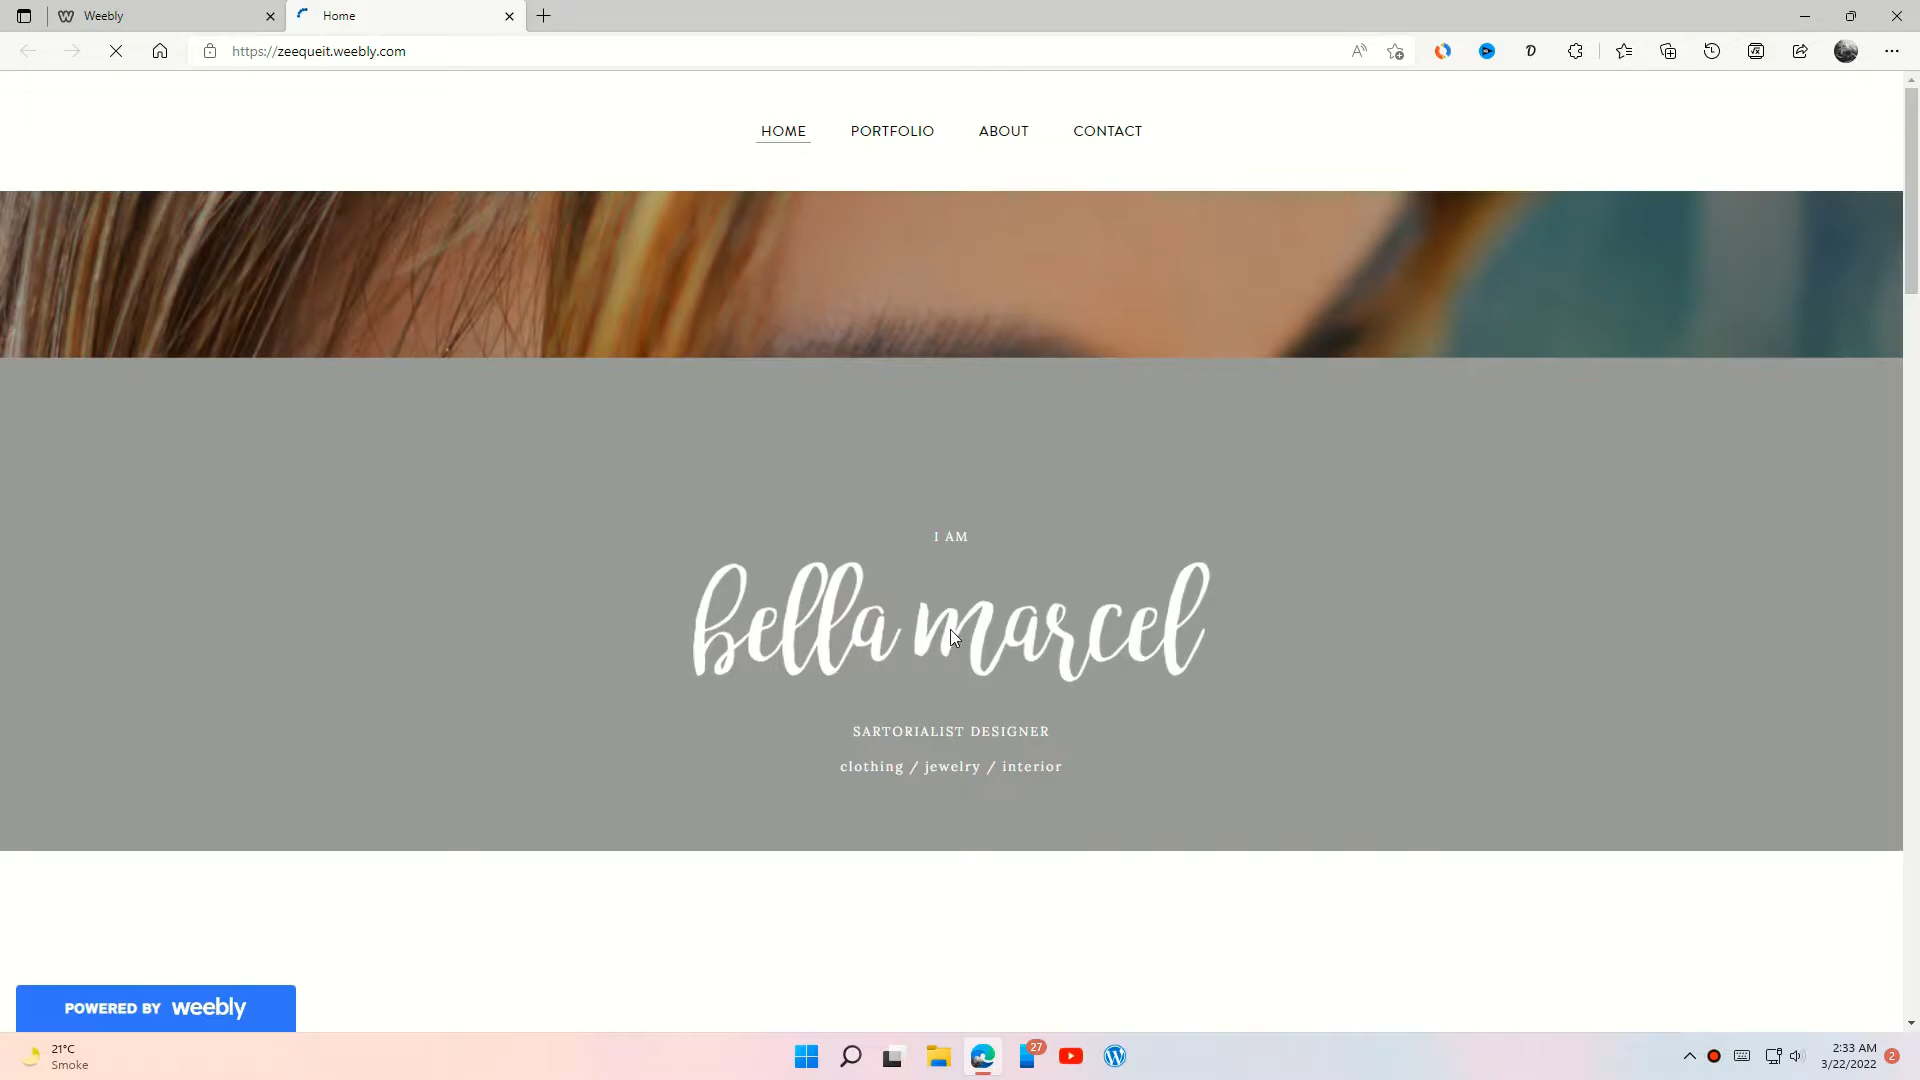 Weebly
Home
https://zeequeit.weebly.com
HOME PORTFOLIO ABOUT CONTACT
I AM
bella marcel
SARTORIALIST DESIGNER
clothing / jewelry / interior
POWERED BY weebly
21°C
Smoke
27
2:33 AM
3/22/2022
2